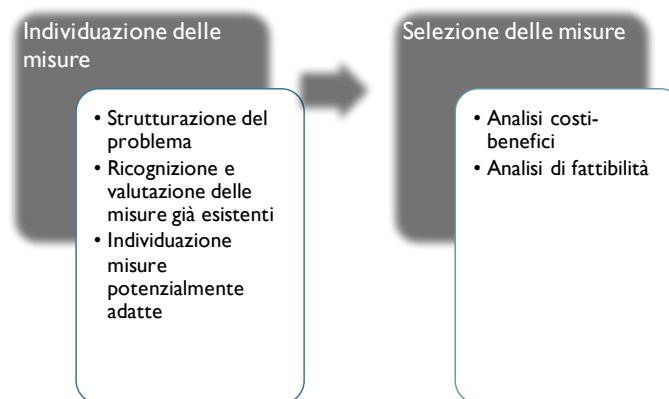 Individuazione delle
misure
• Strutturazione del
problema
• Ricognizione e
valutazione delle
misure già esistenti
• Individuazione
misure
potenzialmente
adatte
Selezione delle misure
• Analisi costi-
benefici
• Analisi di fattibilità